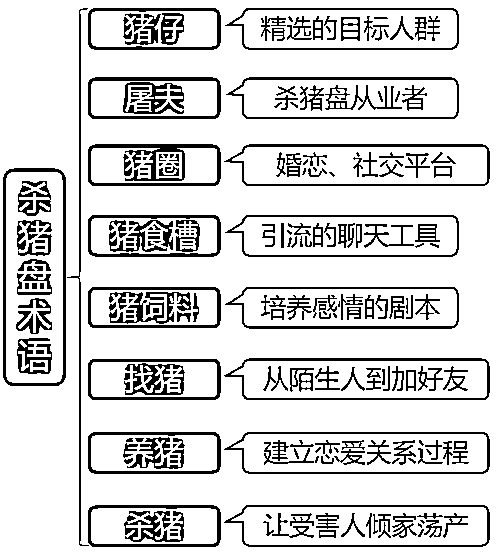 杀猪盘术语
猪仔
精选的目标人群
屠夫
杀猪盘从业者
猪圈
婚恋、社交平台
猪食槽
引流的聊天工具
猪饲料
培养感情的剧本
找猪
从陌生人到加好友
养猪
建立恋爱关系过程
杀猪
让受害人倾家荡产